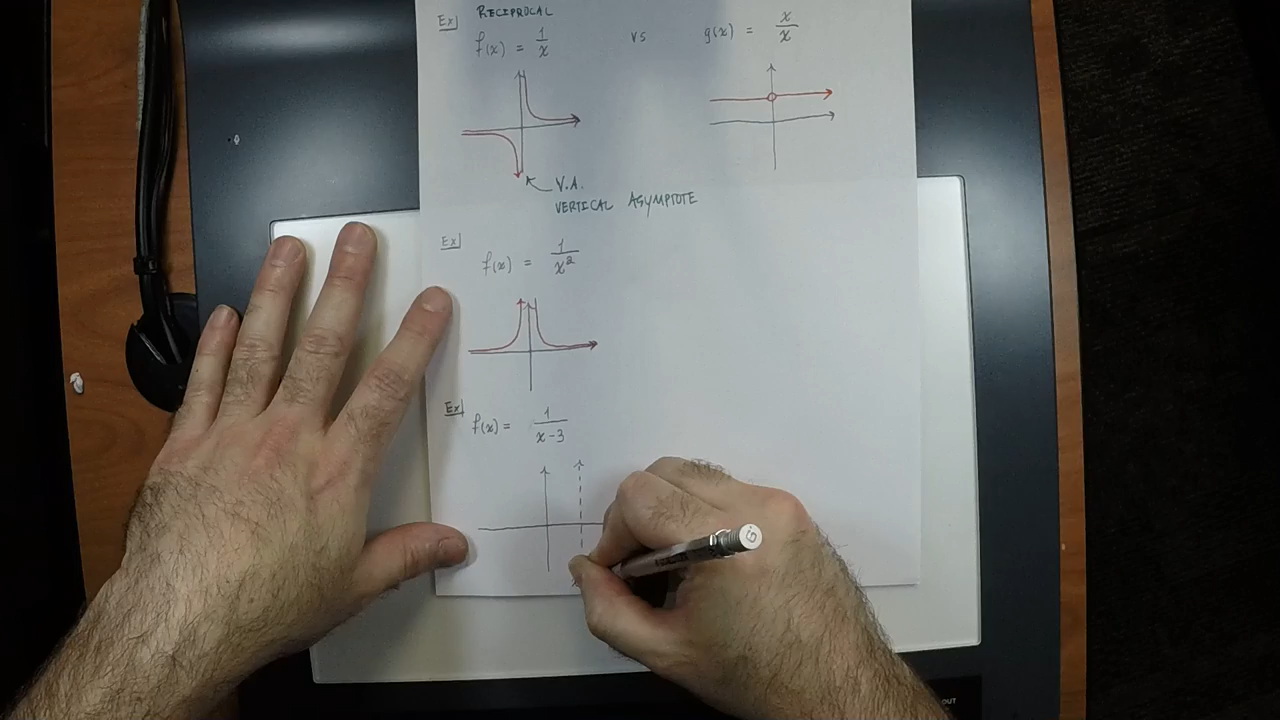 Ex] RECIPROCAL
f(x) = 1/x vs g(x) = x/x
V.A.
VERTICAL ASYMPTOTE
Ex]
f(x) = 1/x²
Ex]
f(x) = 1/x-3